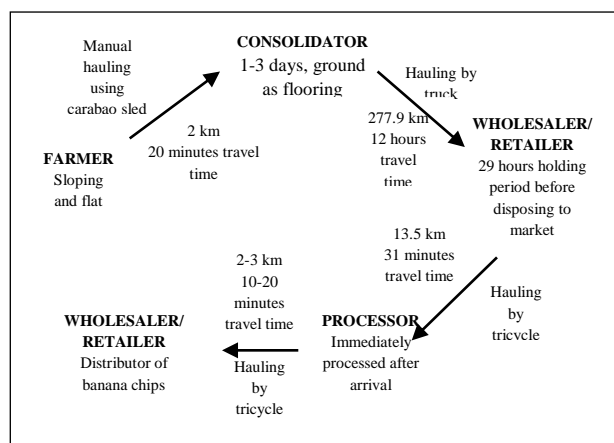 Manual
hauling
using
carabao sled
CONSOLIDATOR
1-3 days, ground
as flooring
Hauling by
truck
2 km
20 minutes travel
time
277.9 km
12 hours
travel
time
FARMER
Sloping
and flat
WHOLESALER/
RETAILER
29 hours holding
period before
disposing to
market
13.5 km
31 minutes
travel time
Hauling
by
tricycle
PROCESSOR
Immediately
processed after
arrival
2-3 km
10-20
minutes
travel time
Hauling
by
tricycle
WHOLESALER/
RETAILER
Distributor of
banana chips